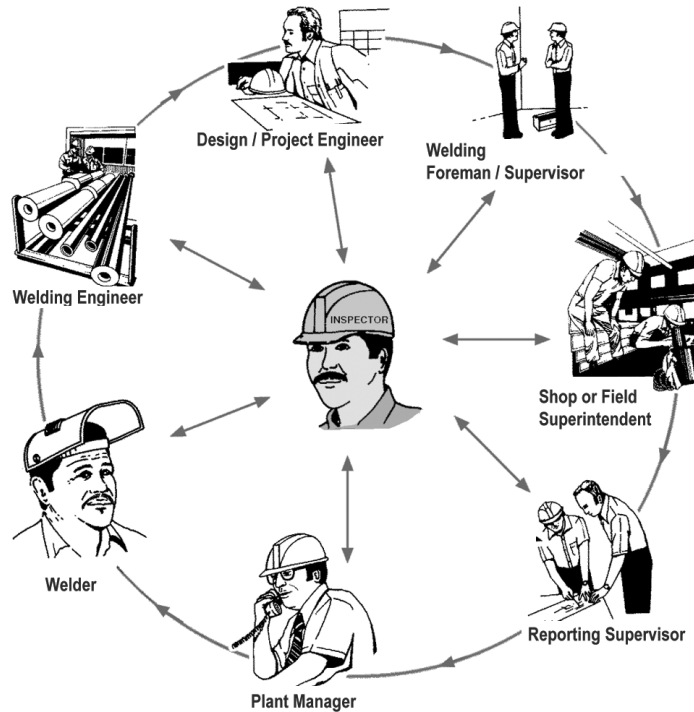 Design / Project Engineer
Welding
Foreman / Supervisor
Welding Engineer
INSPECTOR
Shop or Field
Superintendent
Welder
Reporting Supervisor
Plant Manager